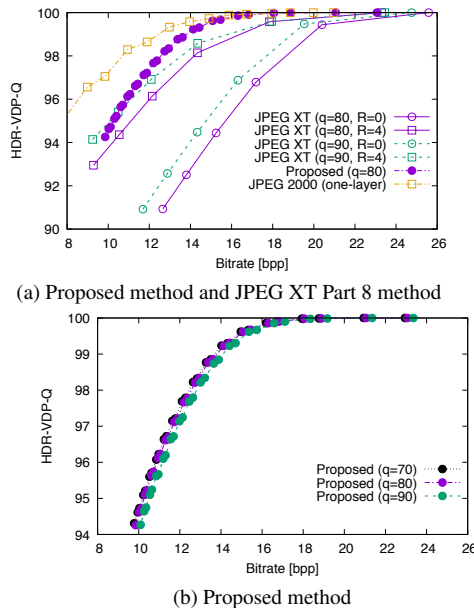 100
98
96
94
92
90
HDR-VDP-Q
JPEG XT (q=80, R=0)
JPEG XT (q=80, R=4)
JPEG XT (q=90, R=0)
JPEG XT (q=90, R=4)
Proposed (q=80)
JPEG 2000 (one-layer)
8 10 12 14 16 18 20 22 24 26
Bitrate [bpp]
(a) Proposed method and JPEG XT Part 8 method
100
99
98
97
96
95
94
HDR-VDP-Q
Proposed (q=70)
Proposed (q=80)
Proposed (q=90)
8 10 12 14 16 18 20 22 24 26
Bitrate [bpp]
(b) Proposed method